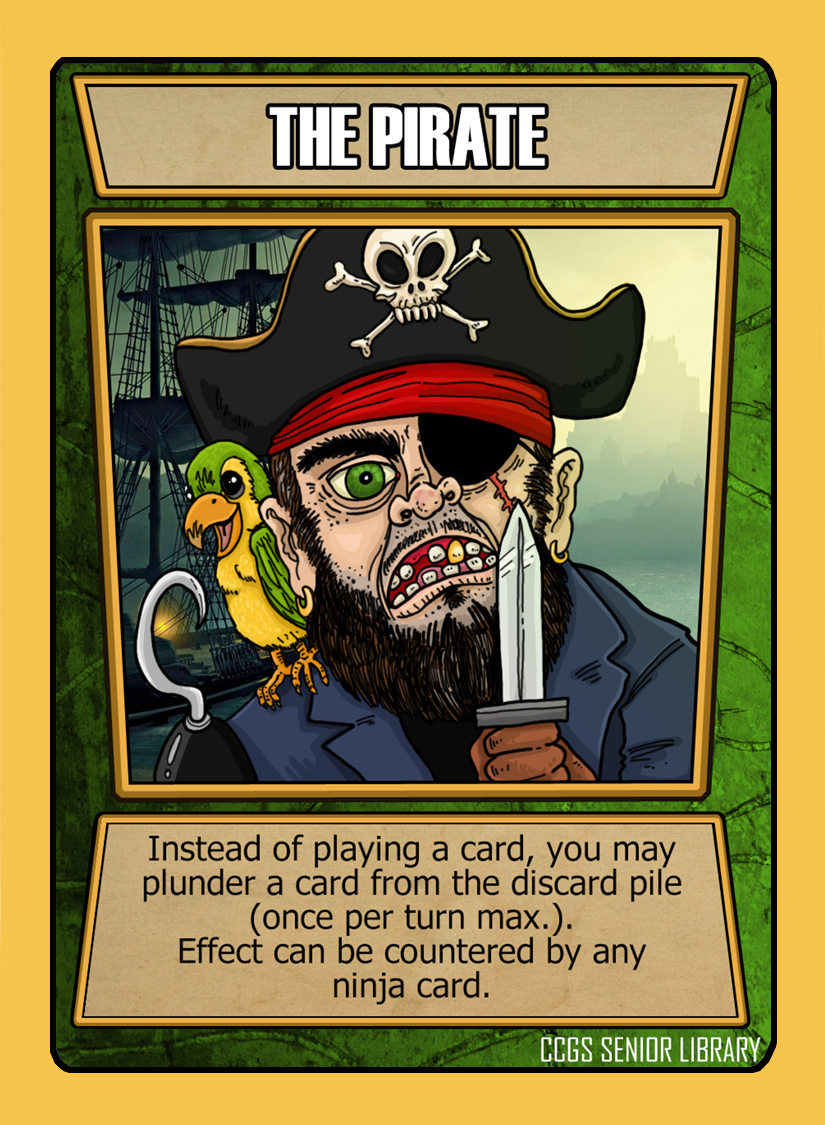 THE PIRATE
Instead of playing a card, you may
plunder a card from the discard pile
(once per turn max.).
Effect can be countered by any
ninja card.
CCGS SENIOR LIBRARY